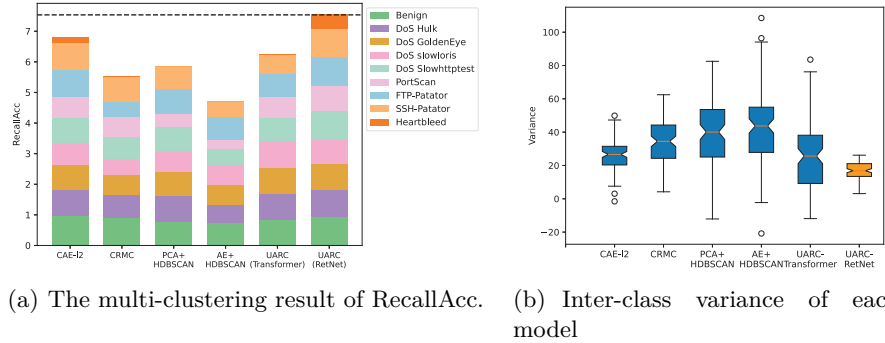 7
6
5
4
3
2
1
0
RecallAcc
CAE-l2
CRMC
PCA+
HDBSCAN
AE+
HDBSCAN
UARC
(Transformer)
UARC
(RetNet)
Benign
DoS Hulk
DoS GoldenEye
DoS slowloris
DoS Slowhttptest
PortScan
FTP-Patator
SSH-Patator
Heartbleed
(a) The multi-clustering result of RecallAcc.
100
80
60
40
20
0
−20
Variance
CAE-l2
CRMC
PCA+
HDBSCAN
AE+
HDBSCAN
UARC-
Transformer
UARC-
RetNet
(b) Inter-class variance of each
model